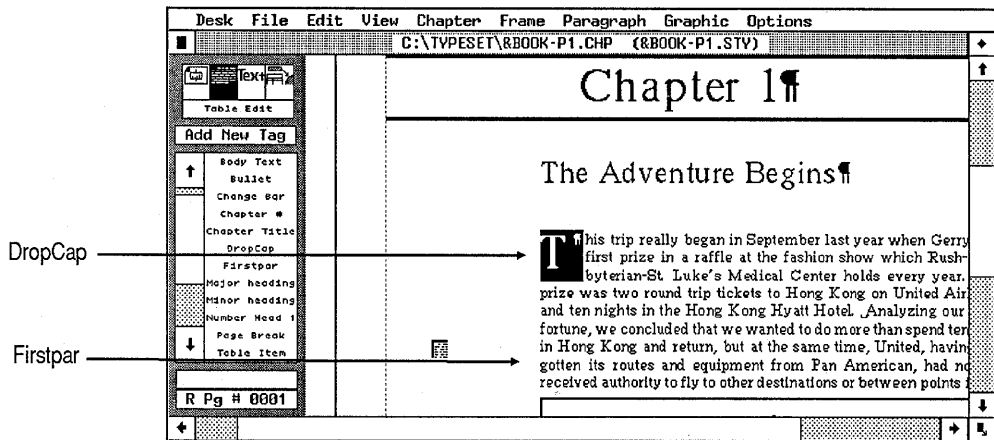 Desk File Edit View Chapter Frame Paragraph Graphic Options
C:\TYPESET\&BOOK-P1.CHP (&BOOK-P1.STY)
Text
Table Edit
Add New Tag
Body Text
Bullet
Change Bar
Chapter #
Chapter Title
DropCap
Firstpar
Major heading
Minor heading
Number Head 1
Page Break
Table Item
R Pg # 0001
DropCap
Firstpar
Chapter 1¶
The Adventure Begins¶
T¶his trip really began in September last year when Gerry
first prize in a raffle at the fashion show which Rush-
byterian-St. Luke's Medical Center holds every year.
prize was two round trip tickets to Hong Kong on United Air
and ten nights in the Hong Kong Hyatt Hotel. Analyzing our
fortune, we concluded that we wanted to do more than spend ten
in Hong Kong and return, but at the same time, United, havin
gotten its routes and equipment from Pan American, had no
received authority to fly to other destinations or between points